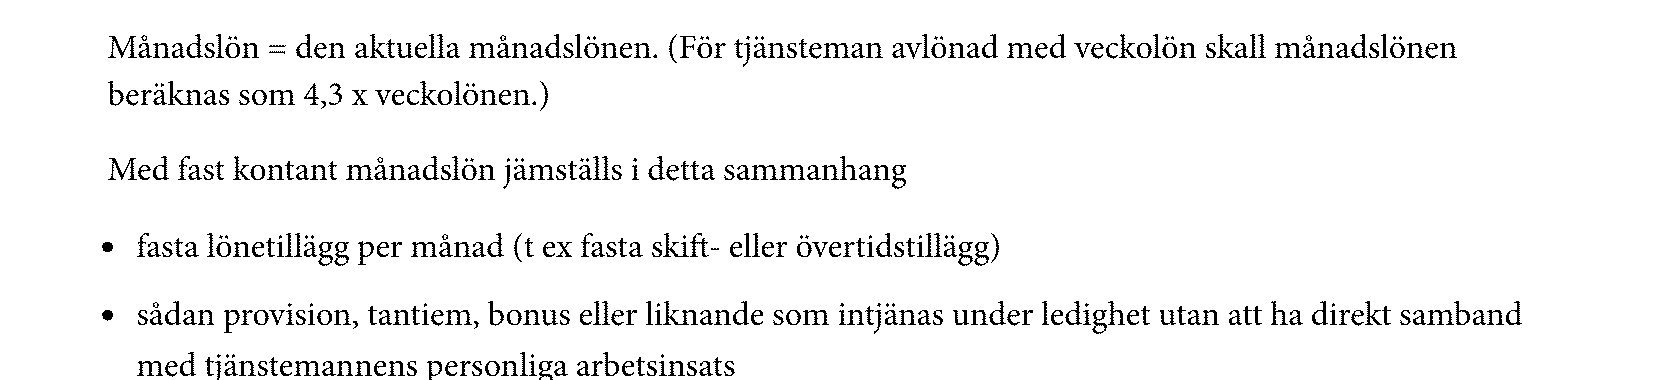 Månadslön = den aktuella månadslönen. (För tjänsteman avlönad med veckolön skall månadslönen
beräknas som 4,3 x veckolönen.)
Med fast kontant månadslön jämställs i detta sammanhang
• fasta lönetillägg per månad (t ex fasta skift- eller övertidstillägg)
• sådan provision, tantiem, bonus eller liknande som intjänas under ledighet utan att ha direkt samband
med tjänstemannens personliga arbetsinsats